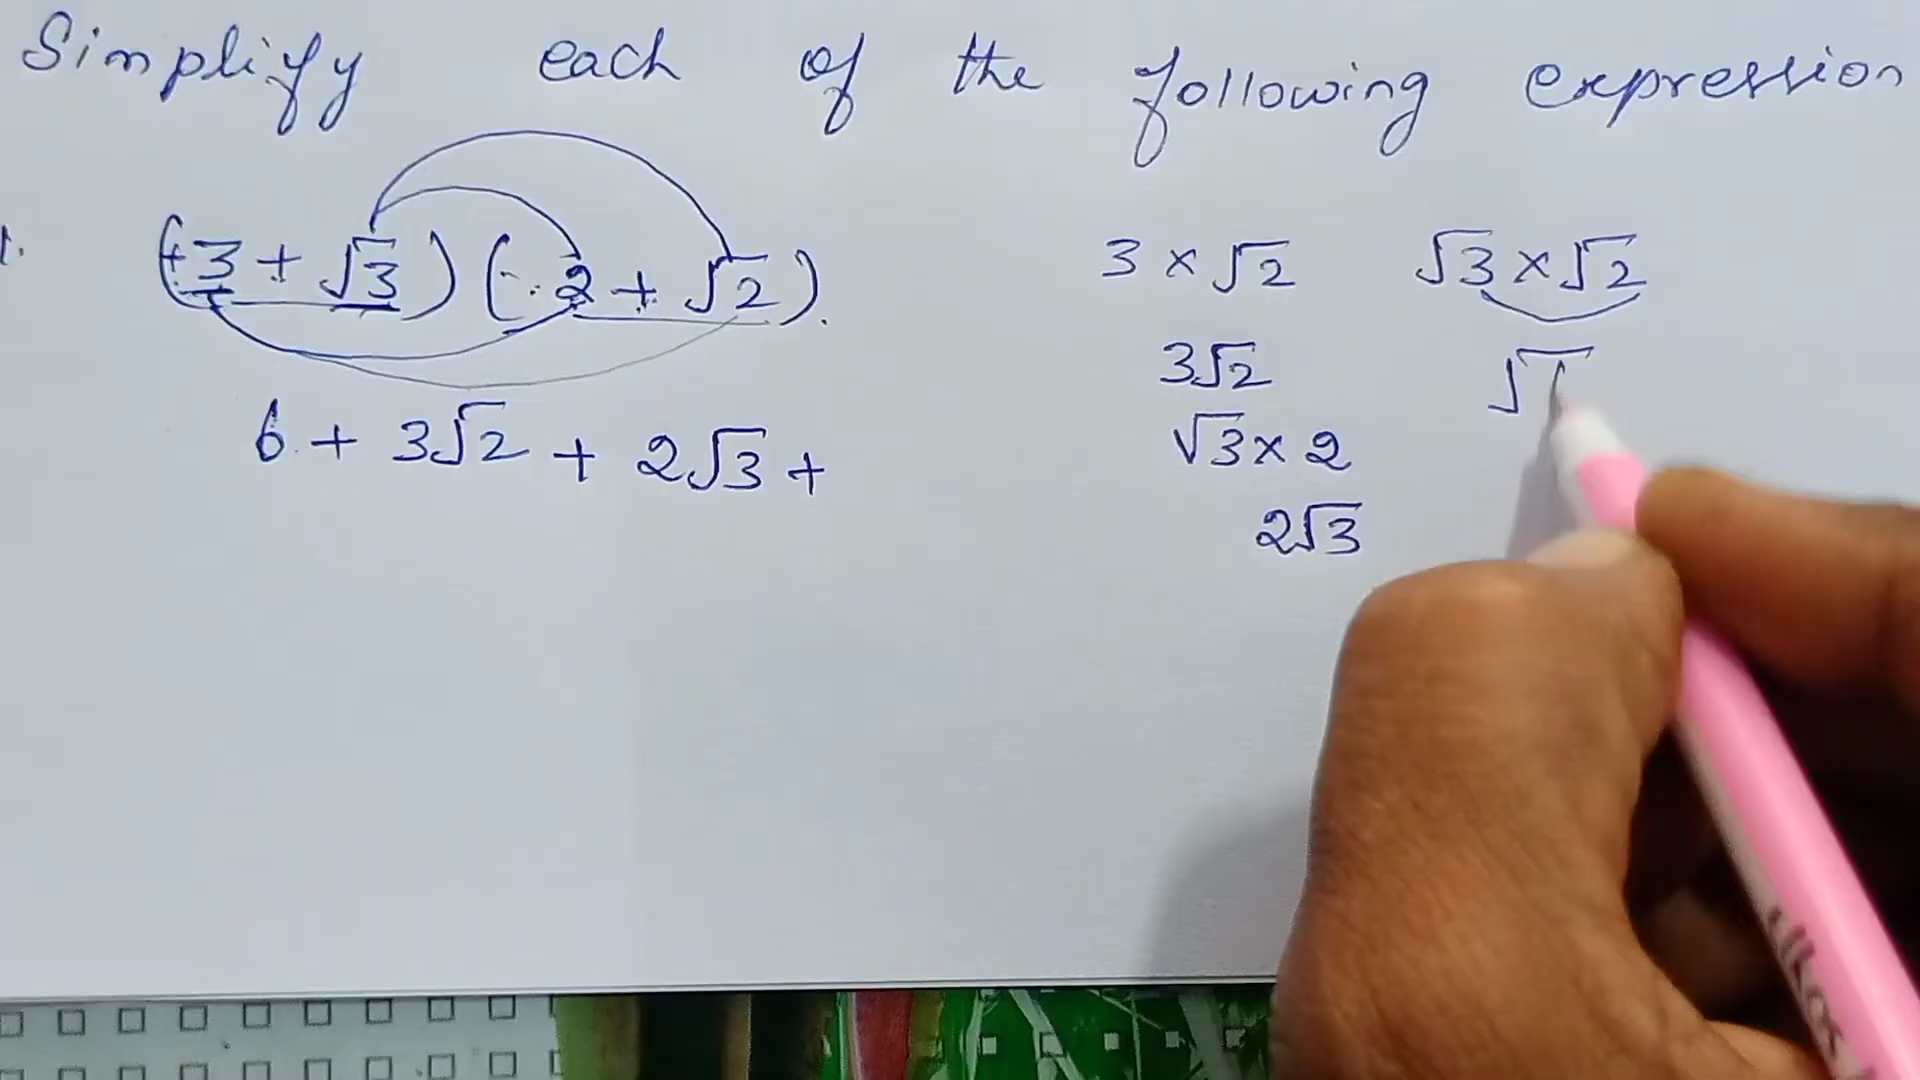 Simplify each of the following expression
1. (+3 + √3) (2 + √2).
6 + 3√2 + 2√3 +
3 × √2
3√2
√3 × 2
2√3
√3 × √2
√